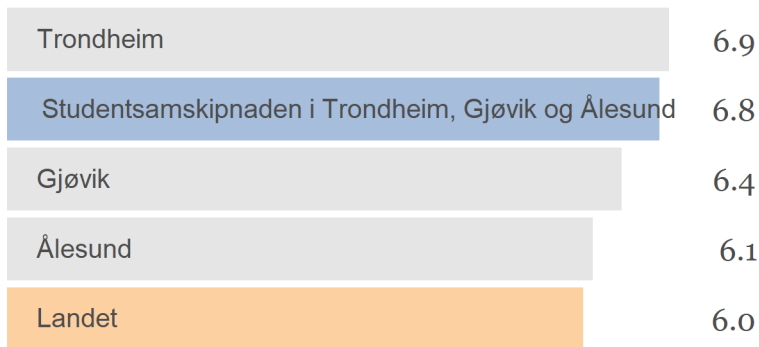 Trondheim 6.9
Studentsamskipnaden i Trondheim, Gjøvik og Ålesund 6.8
Gjøvik 6.4
Ålesund 6.1
Landet 6.0